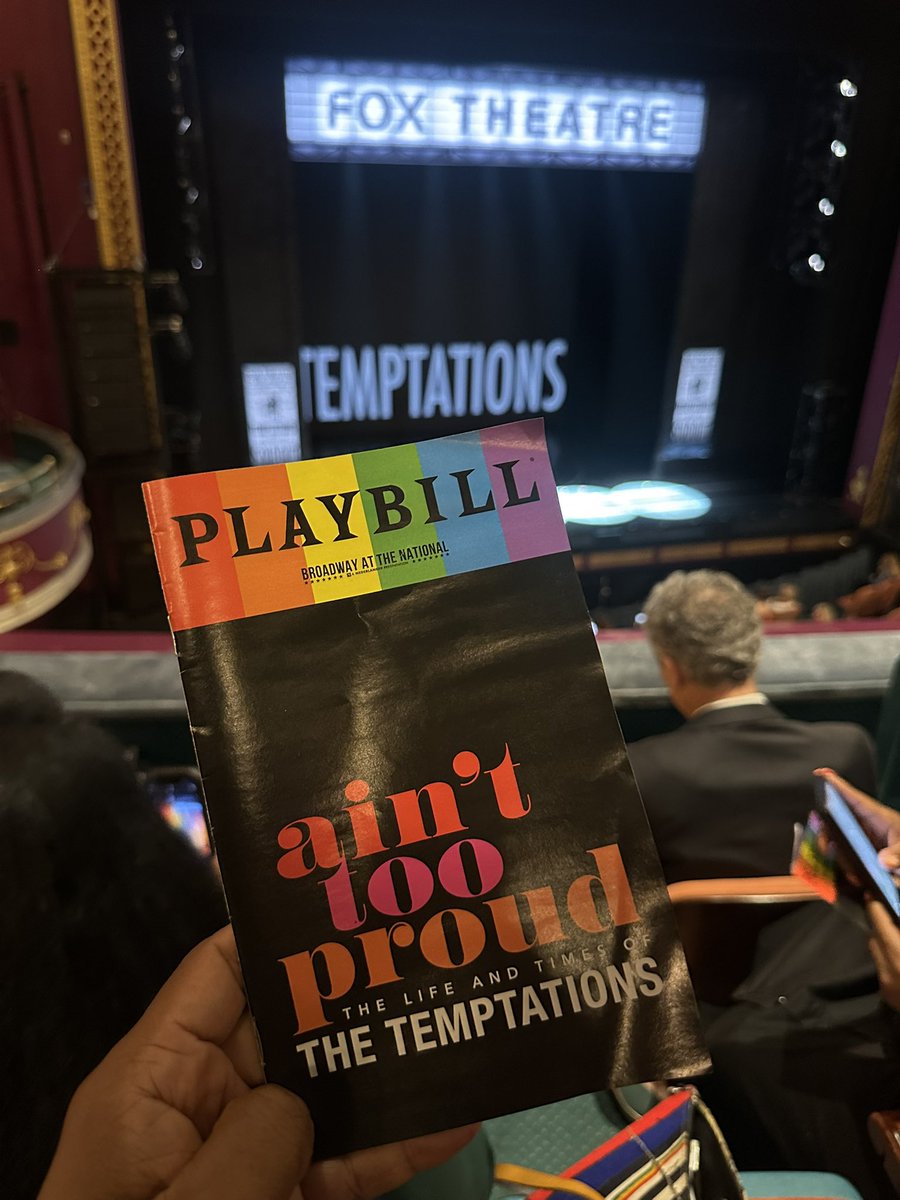 FOX THEATRE
TEMPTATIONS
PLAYBILL
BROADWAY AT THE NATIONAL
ain't
too
proud
THE LIFE AND TIMES OF
THE TEMPTATIONS